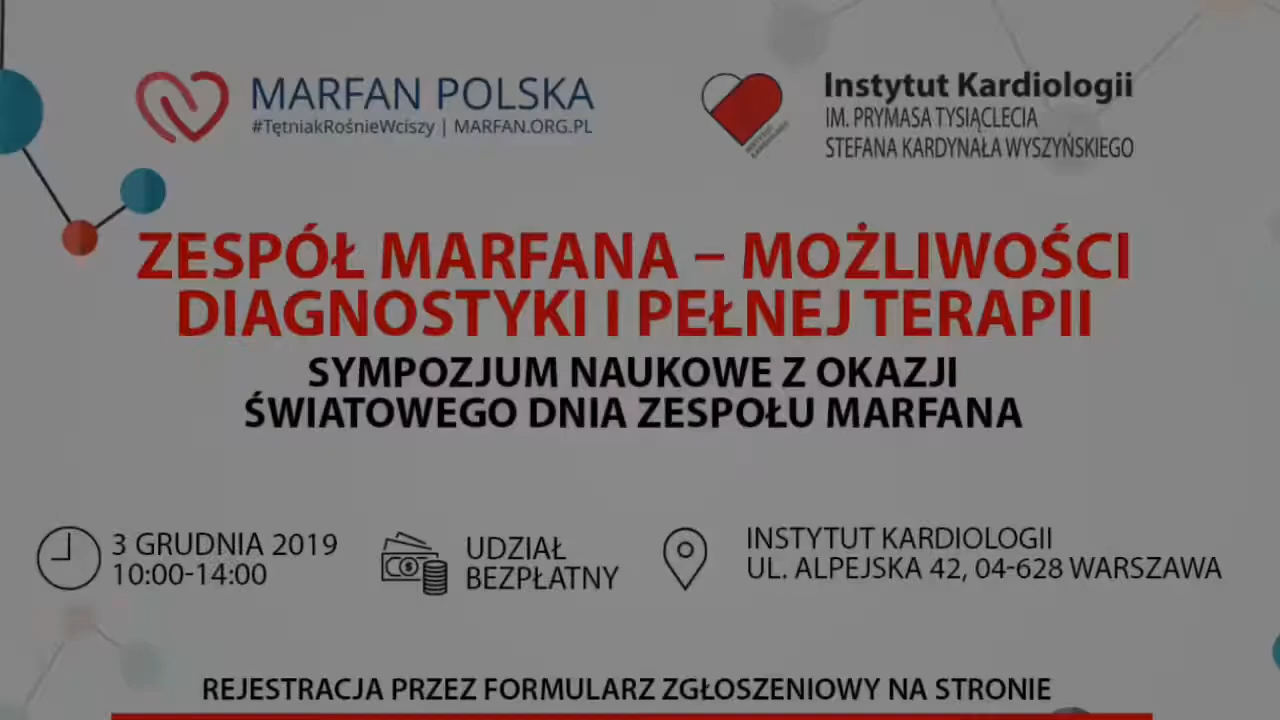 MARFAN POLSKA
#TętniakRośnieWciszy | MARFAN.ORG.PL
Instytut Kardiologii
IM. PRYMASA TYSIĄCLECIA
STEFANA KARDYNAŁA WYSZYŃSKIEGO
INSTYTUT
KARDIOLOGII
ZESPÓŁ MARFANA – MOŻLIWOŚCI
DIAGNOSTYKI I PEŁNEJ TERAPII
SYMPOZJUM NAUKOWE Z OKAZJI
ŚWIATOWEGO DNIA ZESPOŁU MARFANA
3 GRUDNIA 2019
10:00-14:00
UDZIAŁ
BEZPŁATNY
INSTYTUT KARDIOLOGII
UL. ALPEJSKA 42, 04-628 WARSZAWA
REJESTRACJA PRZEZ FORMULARZ ZGŁOSZENIOWY NA STRONIE